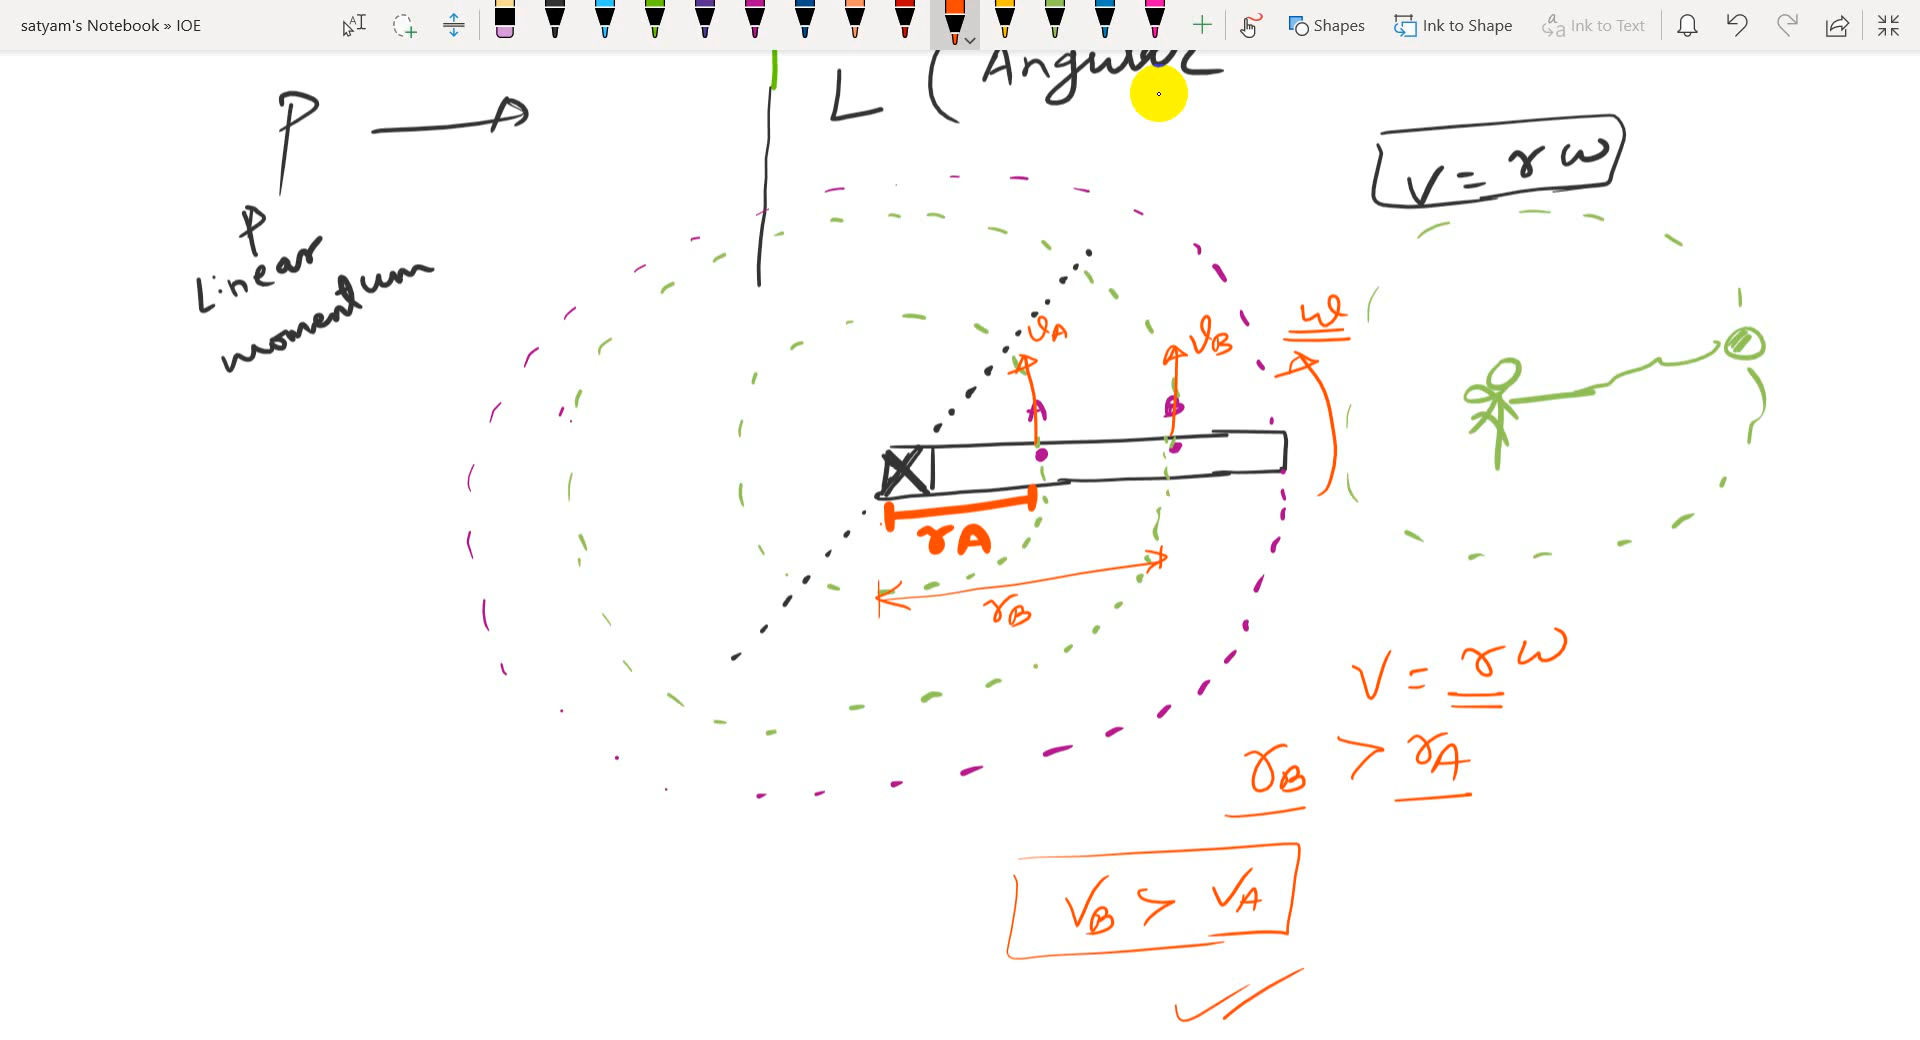 satyam's Notebook » IOE
Shapes
Ink to Shape
Ink to Text
P
L (Angular
V = r ω
P
Linear
momentum
vA
vB
ω
A
B
rA
rB
V = r ω
rB > rA
VB > VA